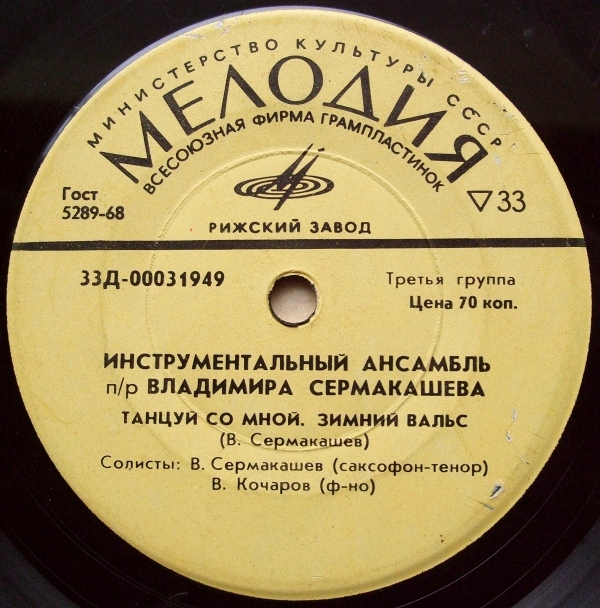 МИНИСТЕРСТВО КУЛЬТУРЫ СССР
МЕЛОДИЯ
ВСЕСОЮЗНАЯ ФИРМА ГРАМПЛАСТИНОК
Гост
5289-68
33
РИЖСКИЙ ЗАВОД
33Д-00031949
Третья группа
Цена 70 коп.
ИНСТРУМЕНТАЛЬНЫЙ АНСАМБЛЬ
п/р ВЛАДИМИРА СЕРМАКАШЕВА
ТАНЦУЙ СО МНОЙ. ЗИМНИЙ ВАЛЬС
(В. Сермакашев)
Солисты: В. Сермакашев (саксофон-тенор)
В. Кочаров (ф-но)